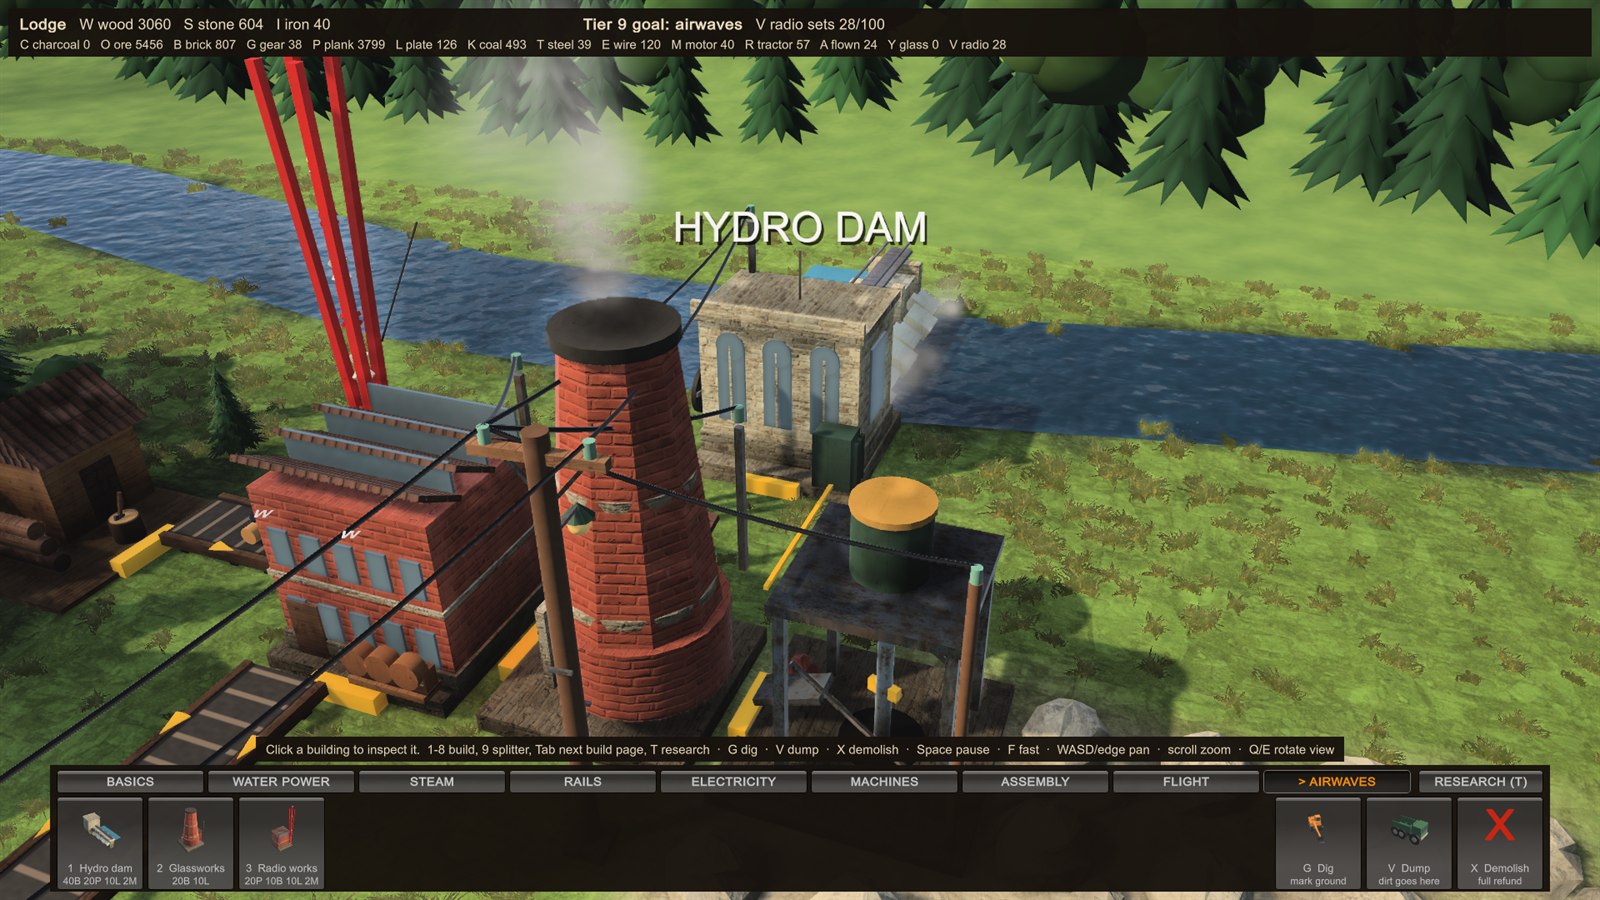 Lodge W wood 3060 S stone 604 I iron 40 Tier 9 goal: airwaves V radio sets 28/100
C charcoal 0 O ore 5456 B brick 807 G gear 38 P plank 3799 L plate 126 K coal 493 T steel 39 E wire 120 M motor 40 R tractor 57 A flown 24 Y glass 0 V radio 28
HYDRO DAM
W
W
Click a building to inspect it. 1-8 build, 9 splitter, Tab next build page, T research · G dig · V dump · X demolish · Space pause · F fast · WASD/edge pan · scroll zoom · Q/E rotate view
BASICS WATER POWER STEAM RAILS ELECTRICITY MACHINES ASSEMBLY FLIGHT > AIRWAVES RESEARCH (T)
1 Hydro dam
40B 20P 10L 2M
2 Glassworks
20B 10L
3 Radio works
20P 10B 10L 2M
G Dig
mark ground
V Dump
dirt goes here
X Demolish
full refund